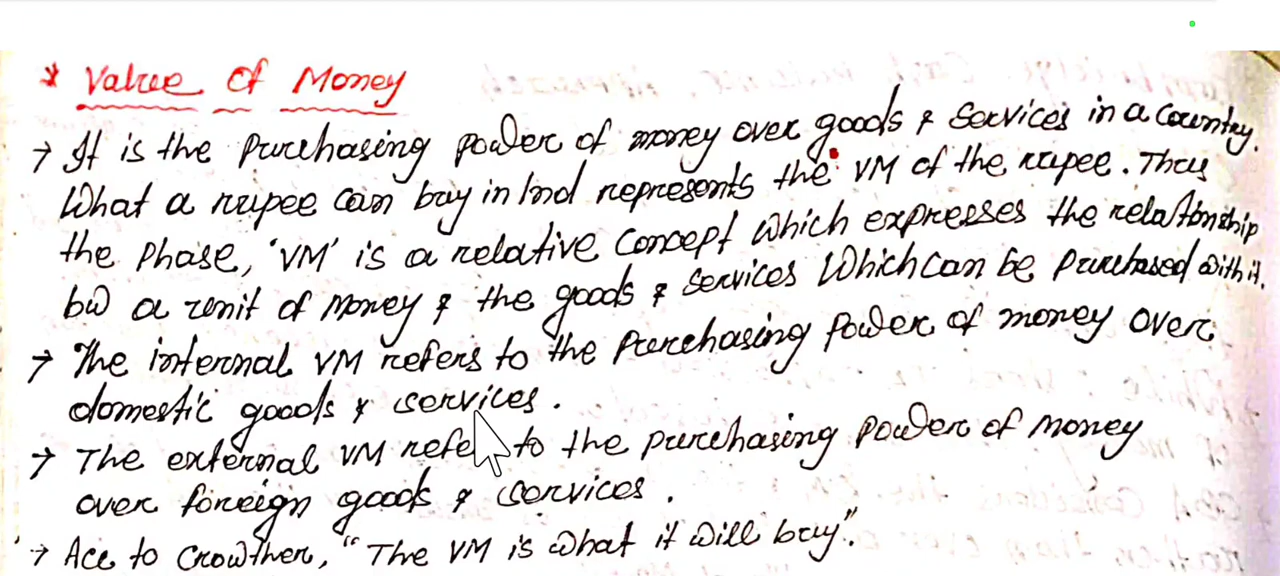 * Value of Money
→ It is the purchasing power of money over goods & services in a country.
What a rupee can buy in Ind represents the VM of the rupee. Thus
the Phase, 'VM' is a relative concept which expresses the relationship
bw a unit of money & the goods & services which can be purchased with it.
→ The internal VM refers to the purchasing power of money over
domestic goods & services.
→ The external VM refe to the purchasing power of money
over foreign goods & services.
→ Acc to Crowther, "The VM is what it will buy".